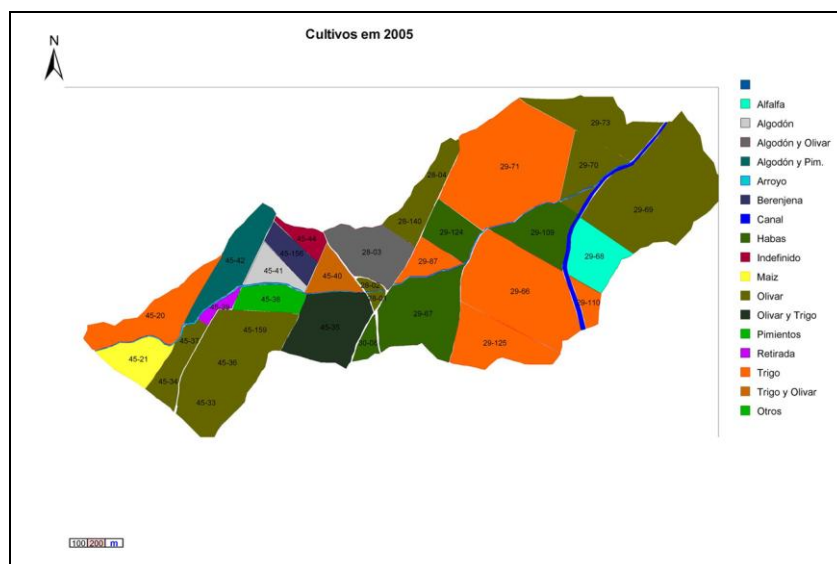 Cultivos em 2005
N
Alfalfa
Algodón
Algodón y Olivar
Algodón y Pim.
Arroyo
Berenjena
Canal
Habas
Indefinido
Maiz
Olivar
Olivar y Trigo
Pimientos
Retirada
Trigo
Trigo y Olivar
Otros
29-73
28-04
29-71
29-70
29-69
28-140
29-124
29-109
45-44
45-156
28-03
29-68
45-42
29-87
45-41
45-40
28-02
29-66
29-110
45-38
28-01
45-39
45-20
29-67
45-159
45-35
45-37
29-125
45-21
45-36
45-34
45-33
100 200 m